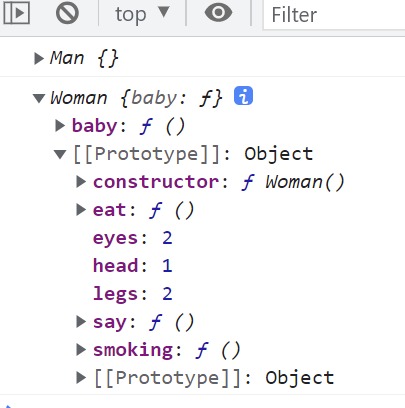 top ▼ Filter
▶ Man {}
▼ Woman {baby: ƒ} i
▶ baby: ƒ ()
▼ [[Prototype]]: Object
▶ constructor: ƒ Woman()
▶ eat: ƒ ()
eyes: 2
head: 1
legs: 2
▶ say: ƒ ()
▶ smoking: ƒ ()
▶ [[Prototype]]: Object